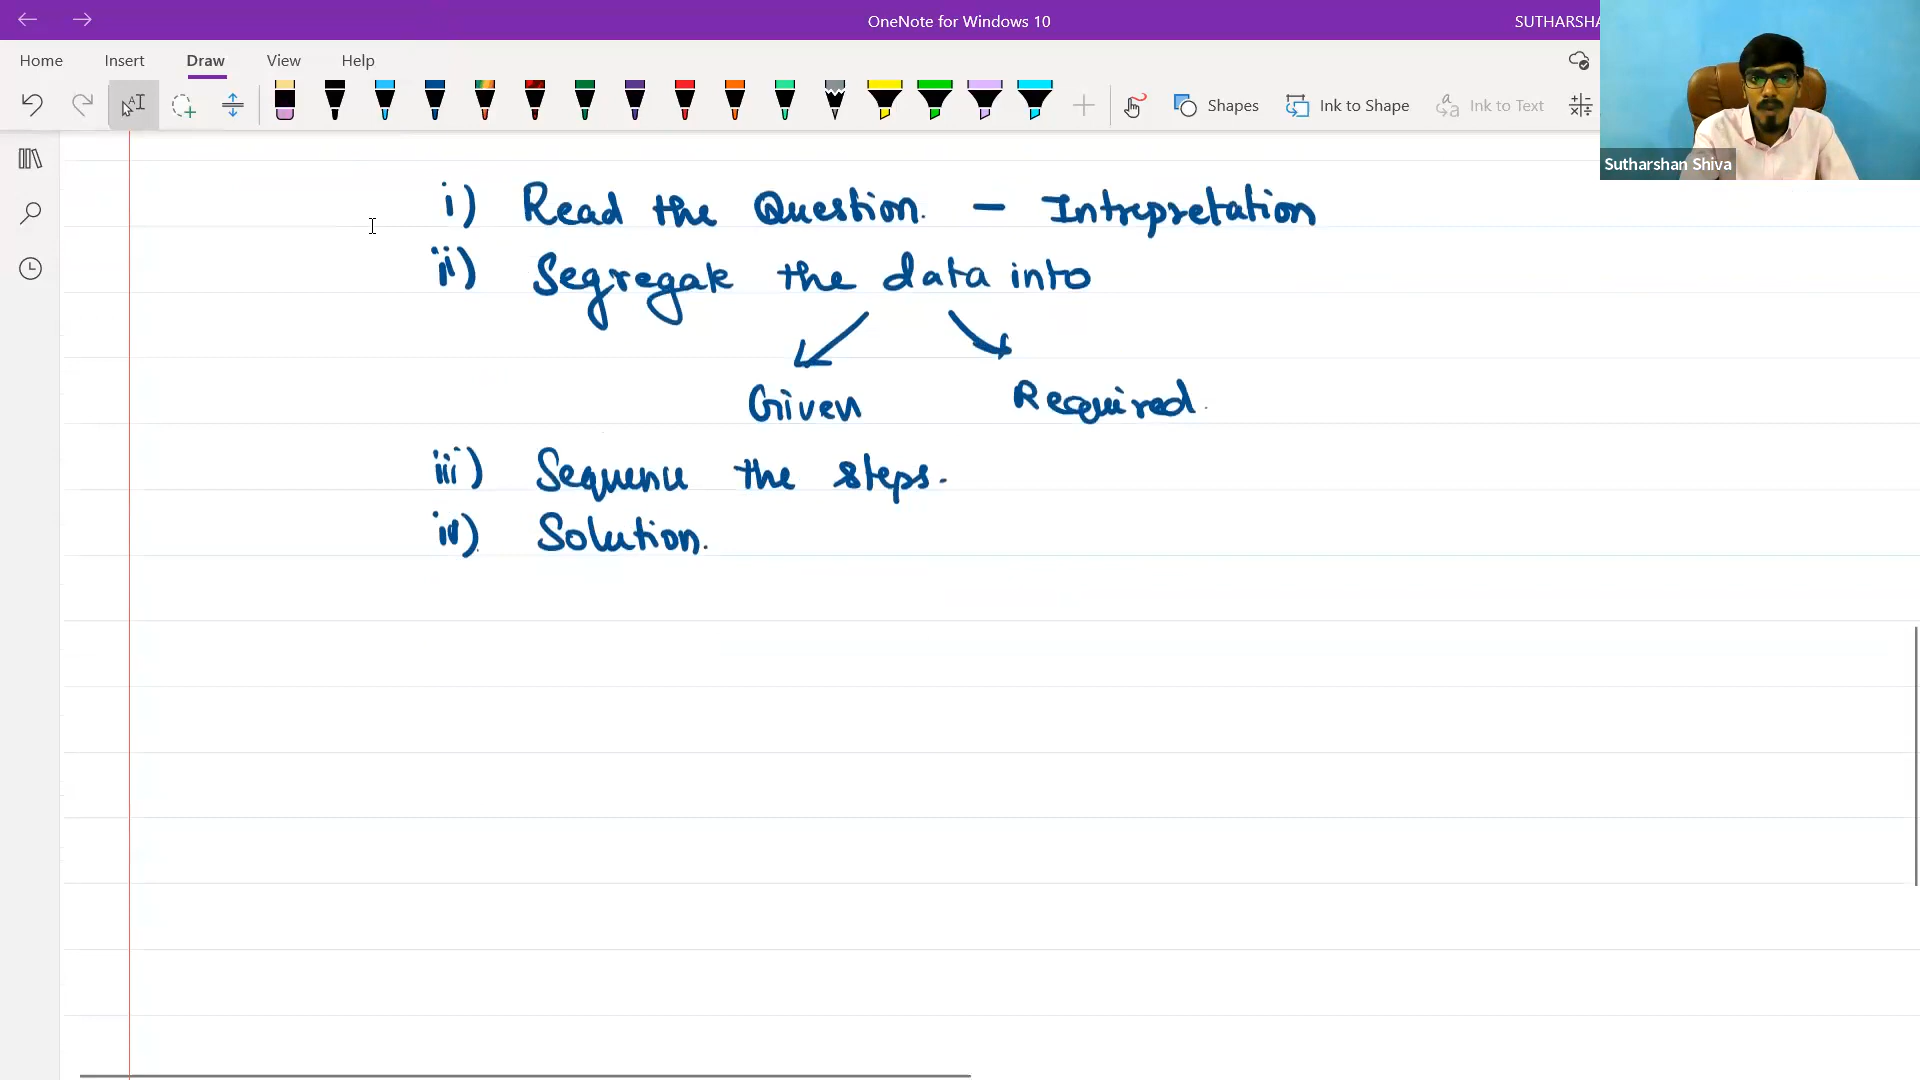 OneNote for Windows 10
SUTHARSHA
Home Insert Draw View Help
Shapes Ink to Shape Ink to Text
Sutharshan Shiva
i) Read the Question. - Intrepretation
ii) Segregate the data into
Given Required.
iii) Sequence the steps.
iv) Solution.